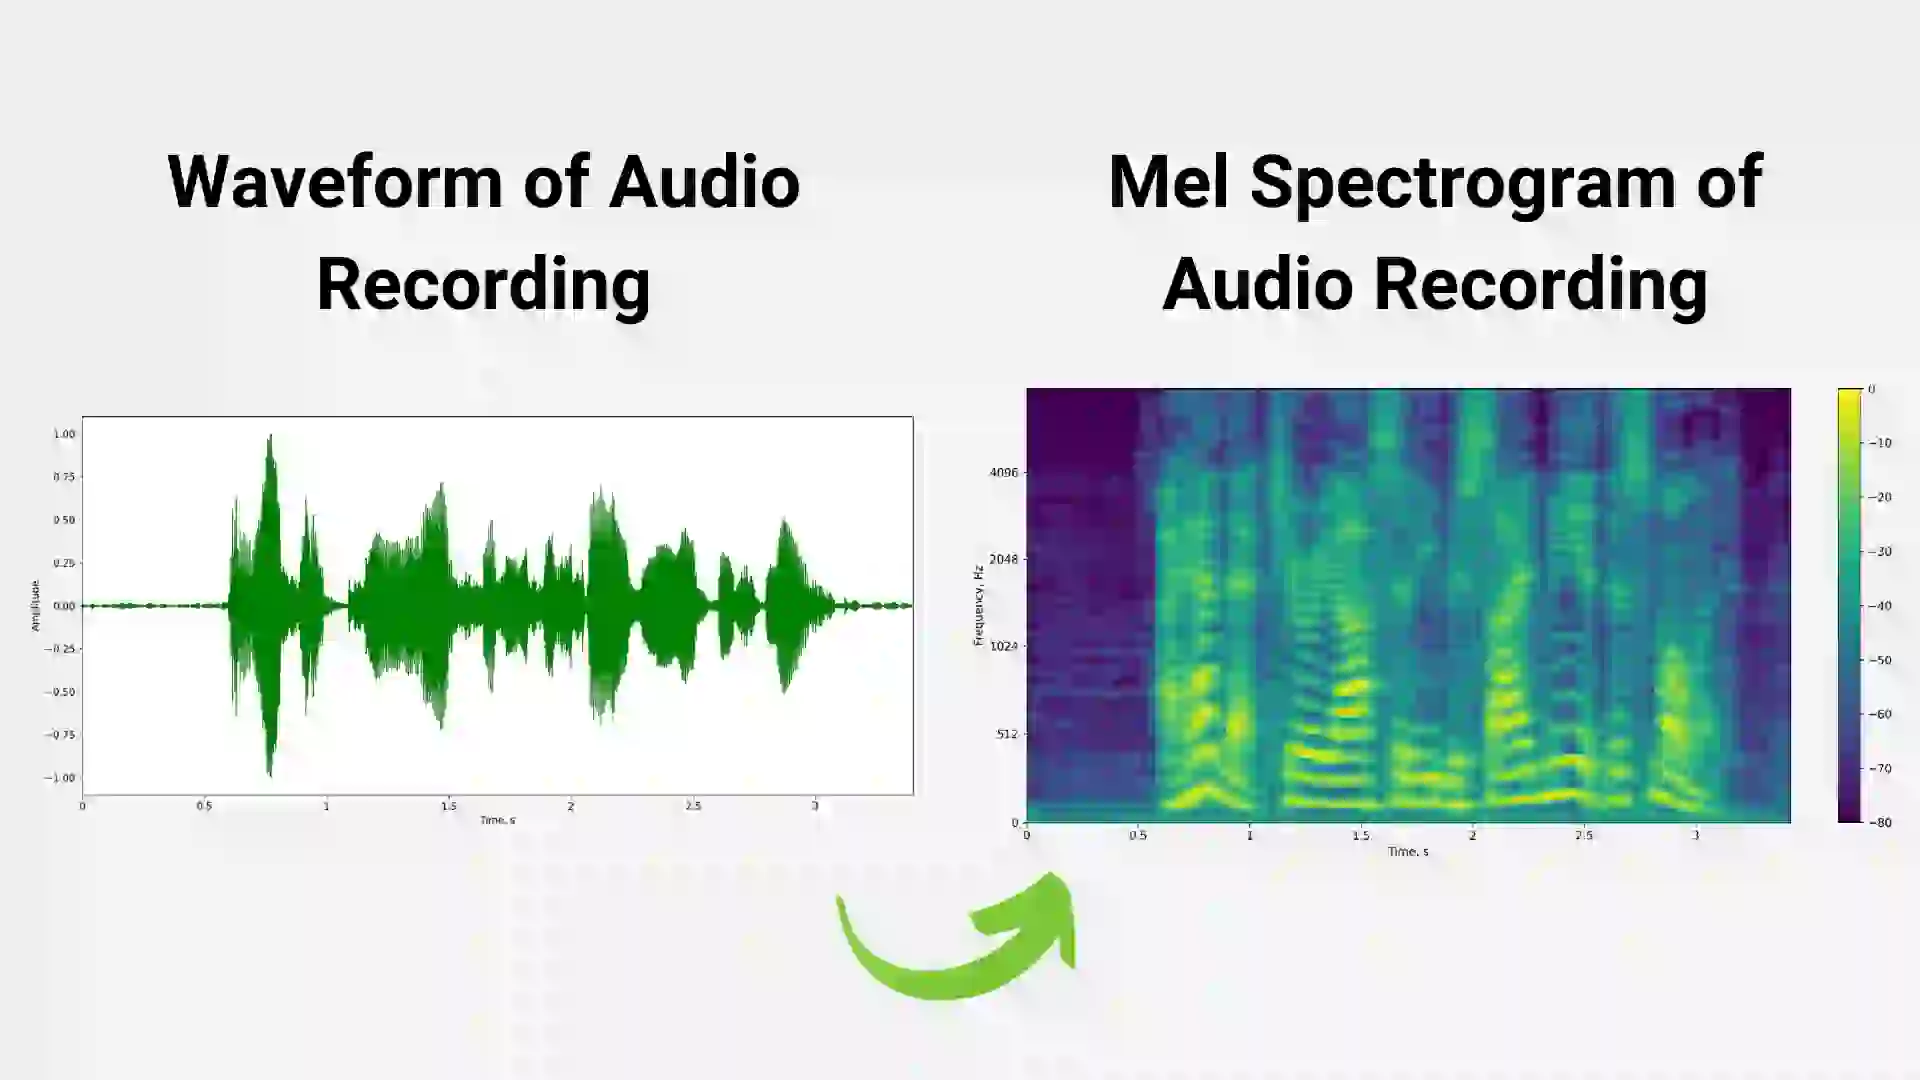 Waveform of Audio
Recording
Mel Spectrogram of
Audio Recording
1.00
0.75
0.50
0.25
0.00
−0.25
−0.50
−0.75
−1.00
Amplitude
0 0.5 1 1.5 2 2.5 3
Time, s
4096
2048
1024
512
0
Frequency, Hz
0 0.5 1 1.5 2 2.5 3
Time, s
0
−10
−20
−30
−40
−50
−60
−70
−80